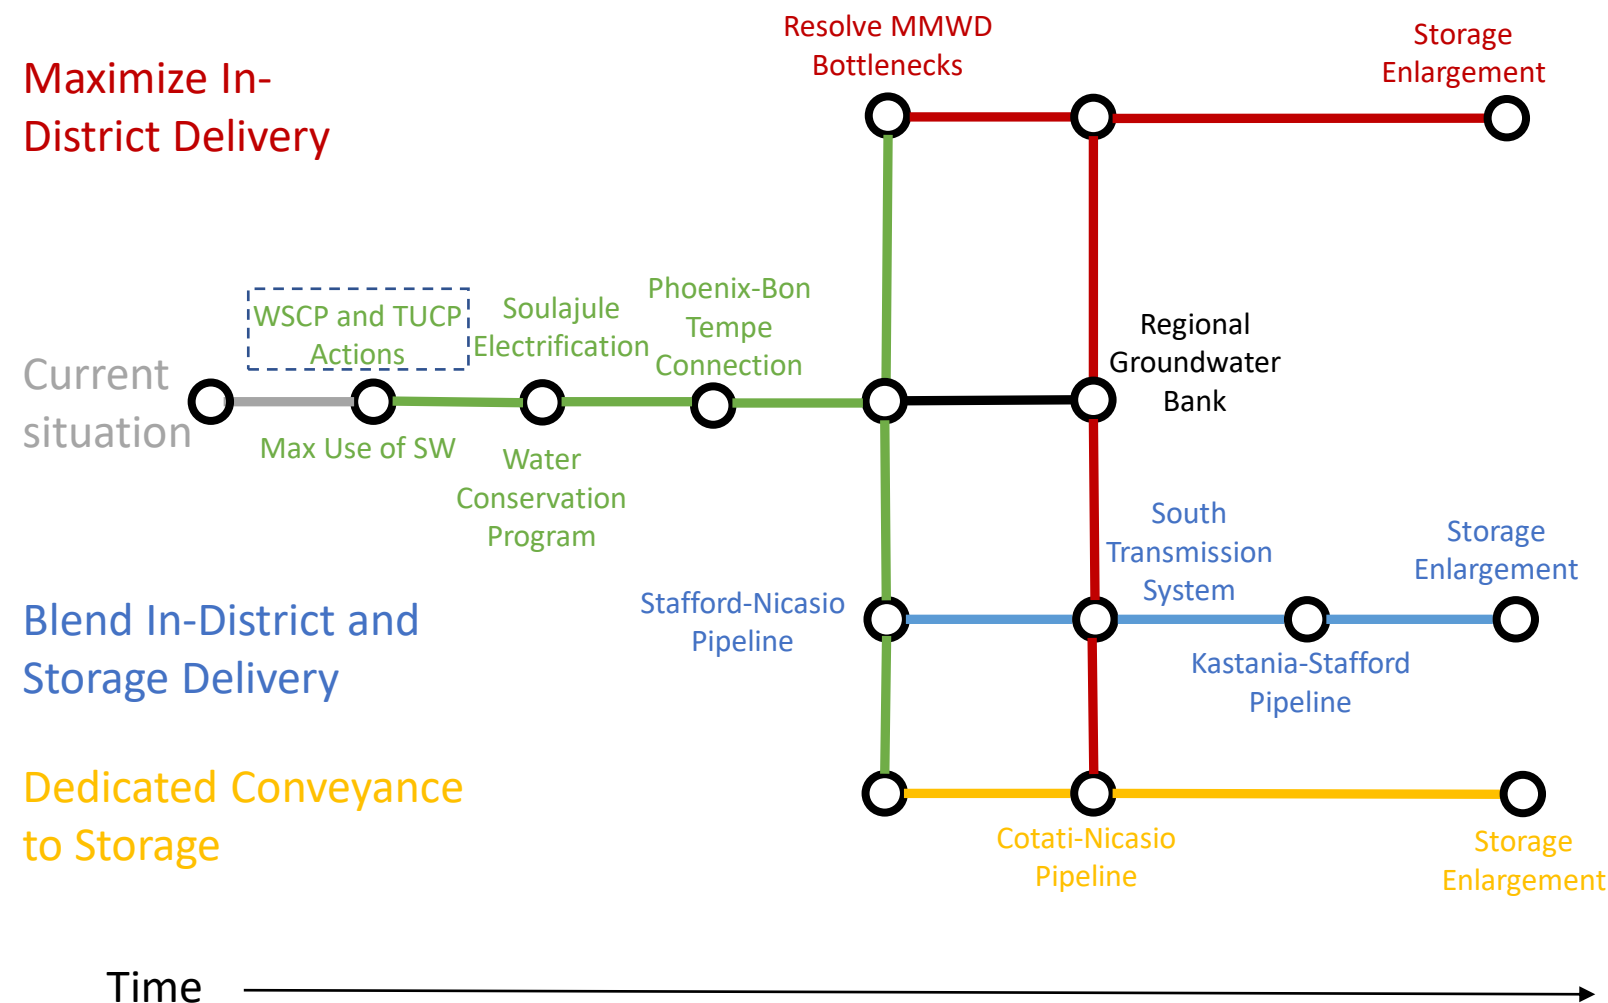 Resolve MMWD
Bottlenecks
Storage
Enlargement
Maximize In-
District Delivery
WSCP and TUCP
Actions
Soulajule
Electrification
Phoenix-Bon
Tempe
Connection
Regional
Groundwater
Bank
Current
situation
Max Use of SW
Water
Conservation
Program
South
Transmission
System
Storage
Enlargement
Blend In-District and
Storage Delivery
Stafford-Nicasio
Pipeline
Kastania-Stafford
Pipeline
Dedicated Conveyance
to Storage
Cotati-Nicasio
Pipeline
Storage
Enlargement
Time